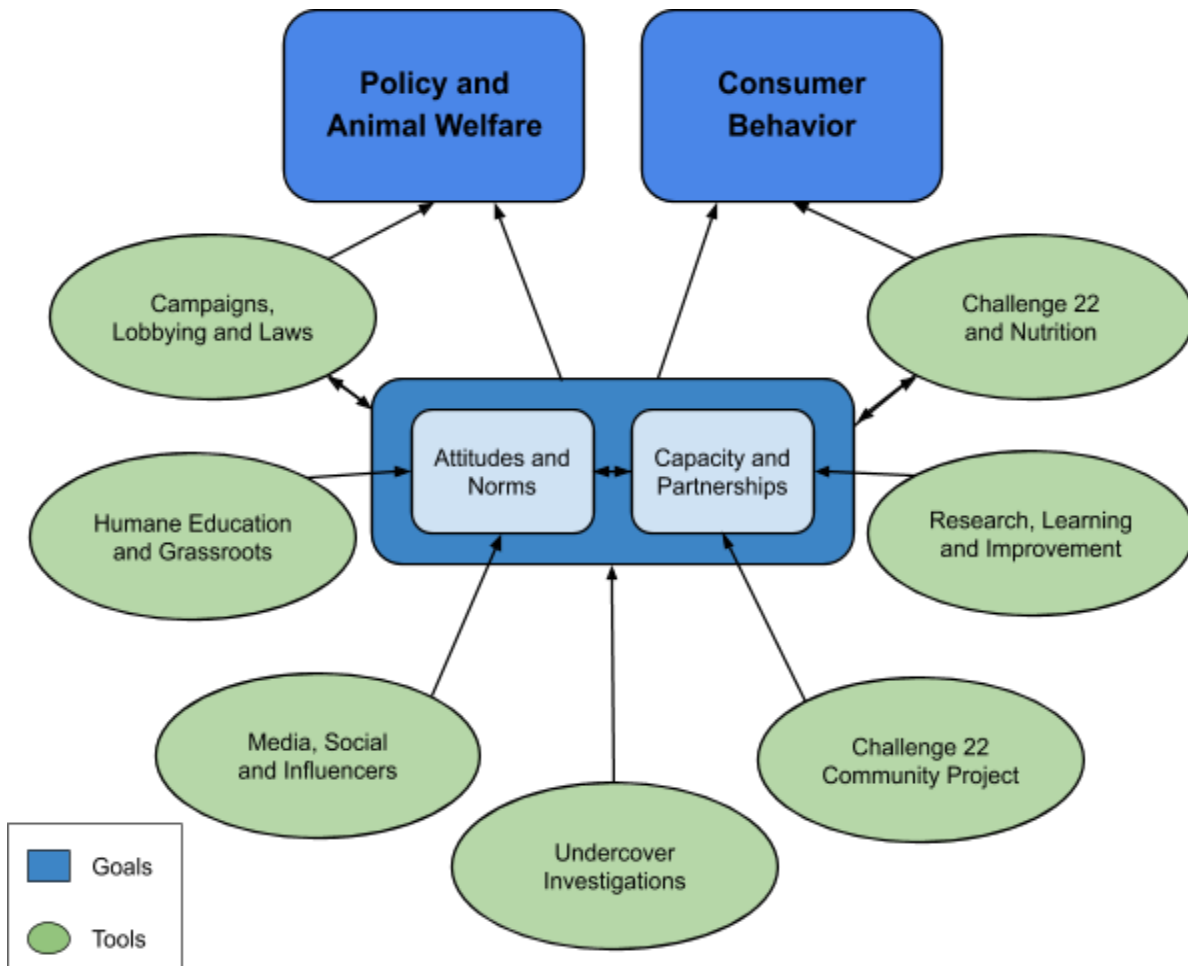 Policy and
Animal Welfare
Consumer
Behavior
Campaigns,
Lobbying and Laws
Challenge 22
and Nutrition
Attitudes and
Norms
Capacity and
Partnerships
Humane Education
and Grassroots
Research, Learning
and Improvement
Media, Social
and Influencers
Challenge 22
Community Project
Undercover
Investigations
Goals
Tools